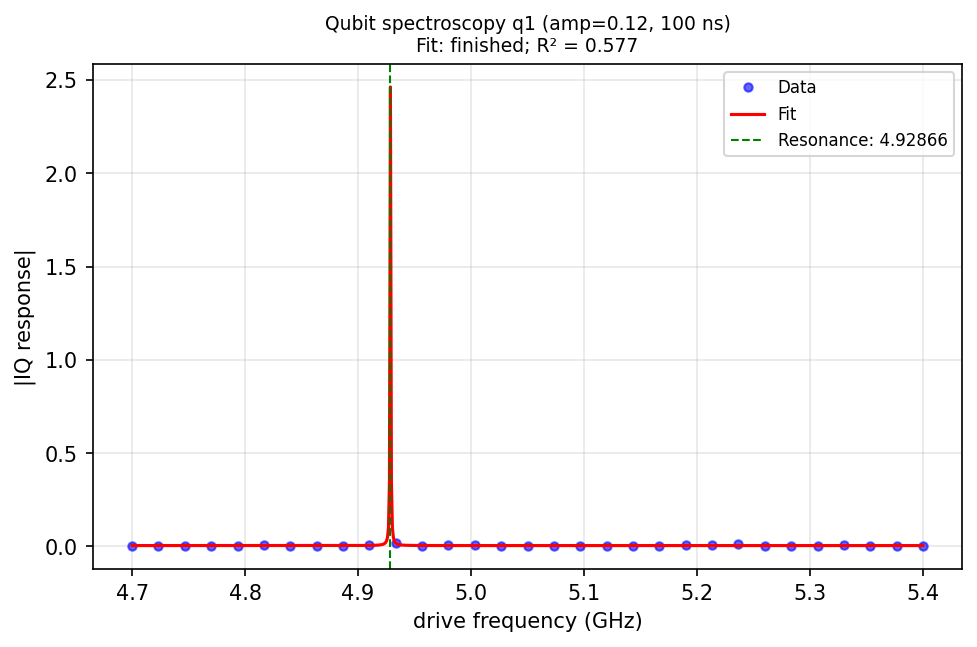 Qubit spectroscopy q1 (amp=0.12, 100 ns)
Fit: finished; R² = 0.577
Data
Fit
Resonance: 4.92866
|IQ response|
2.5
2.0
1.5
1.0
0.5
0.0
4.7 4.8 4.9 5.0 5.1 5.2 5.3 5.4
drive frequency (GHz)